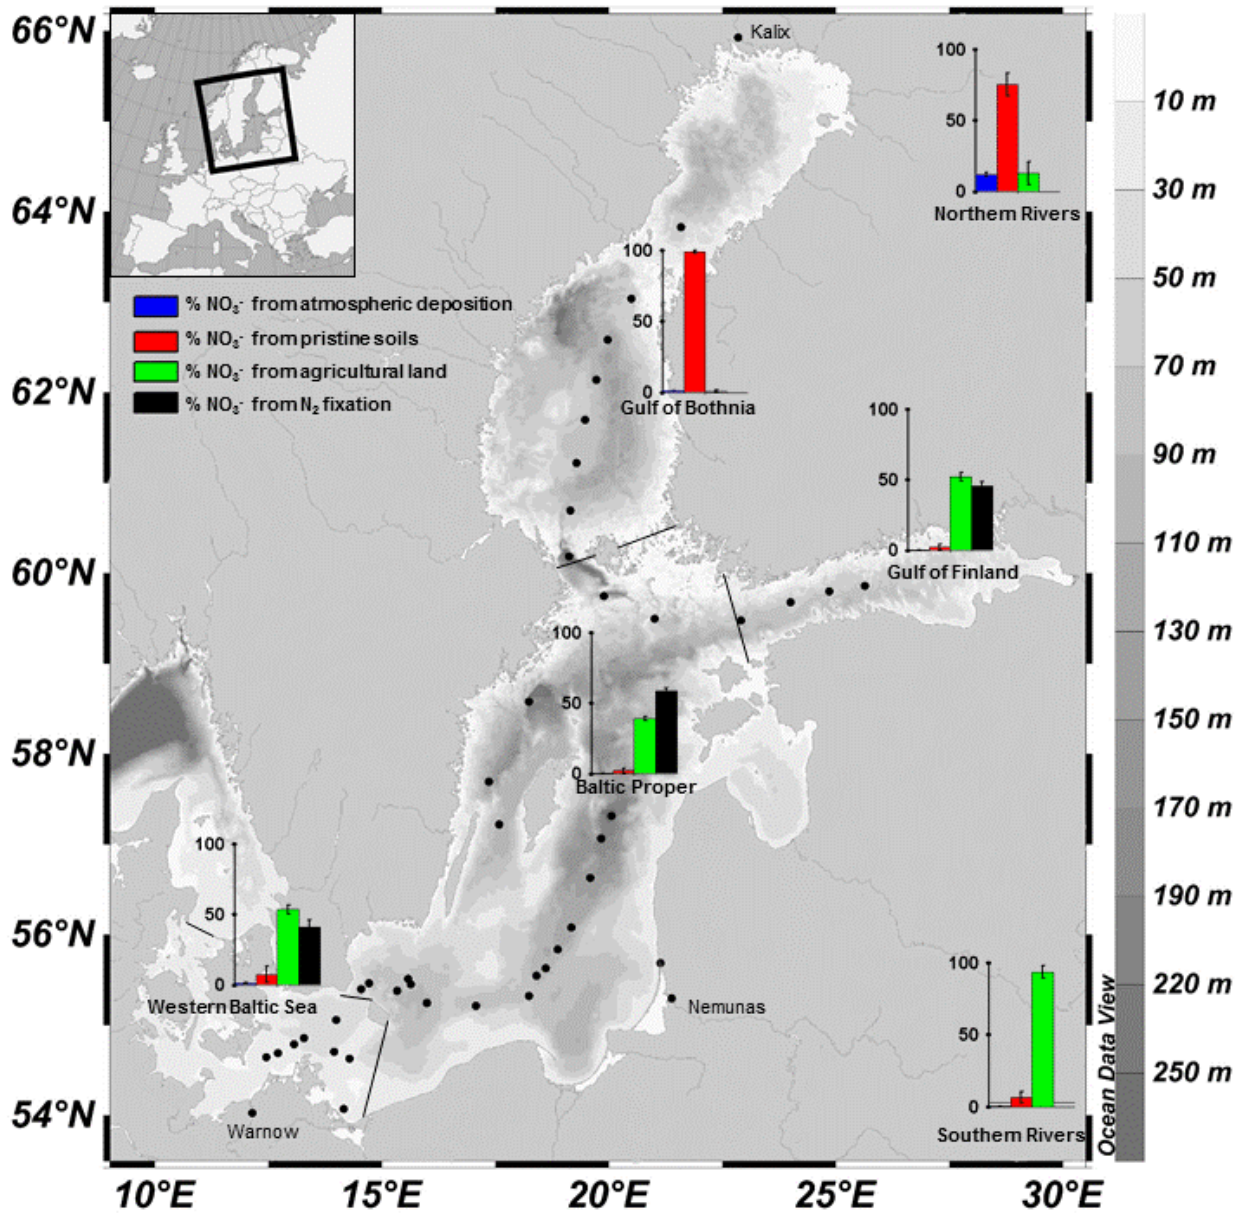 66°N
64°N
62°N
60°N
58°N
56°N
54°N
10°E
15°E
20°E
25°E
30°E
% NO₃⁻ from atmospheric deposition
% NO₃⁻ from pristine soils
% NO₃⁻ from agricultural land
% NO₃⁻ from N₂ fixation
Kalix
100
50
0
Northern Rivers
100
50
0
Gulf of Bothnia
100
50
0
Gulf of Finland
100
50
0
Baltic Proper
100
50
0
Western Baltic Sea
Nemunas
Warnow
100
50
0
Southern Rivers
Ocean Data View
10 m
30 m
50 m
70 m
90 m
110 m
130 m
150 m
170 m
190 m
220 m
250 m